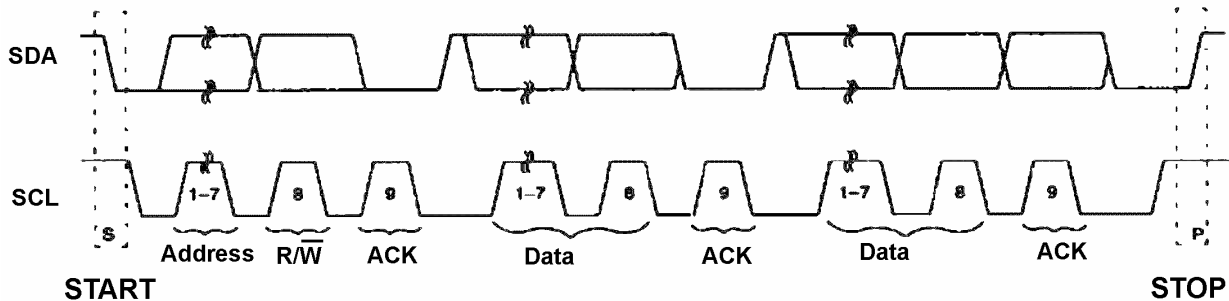 SDA
SCL
1-7 8 9 1-7 8 9 1-7 8 9
S P
Address R/W̅ ACK Data ACK Data ACK
START STOP